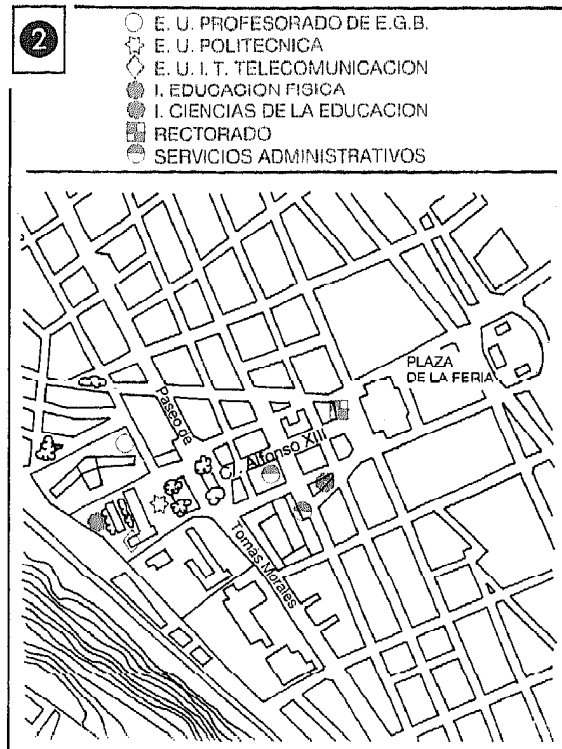 2
E. U. PROFESORADO DE E.G.B.
E. U. POLITECNICA
E. U. I. T. TELECOMUNICACION
I. EDUCACION FISICA
I. CIENCIAS DE LA EDUCACION
RECTORADO
SERVICIOS ADMINISTRATIVOS
PLAZA
DE LA FERIA
Paseo de
Alfonso XIII
Tomas Morales